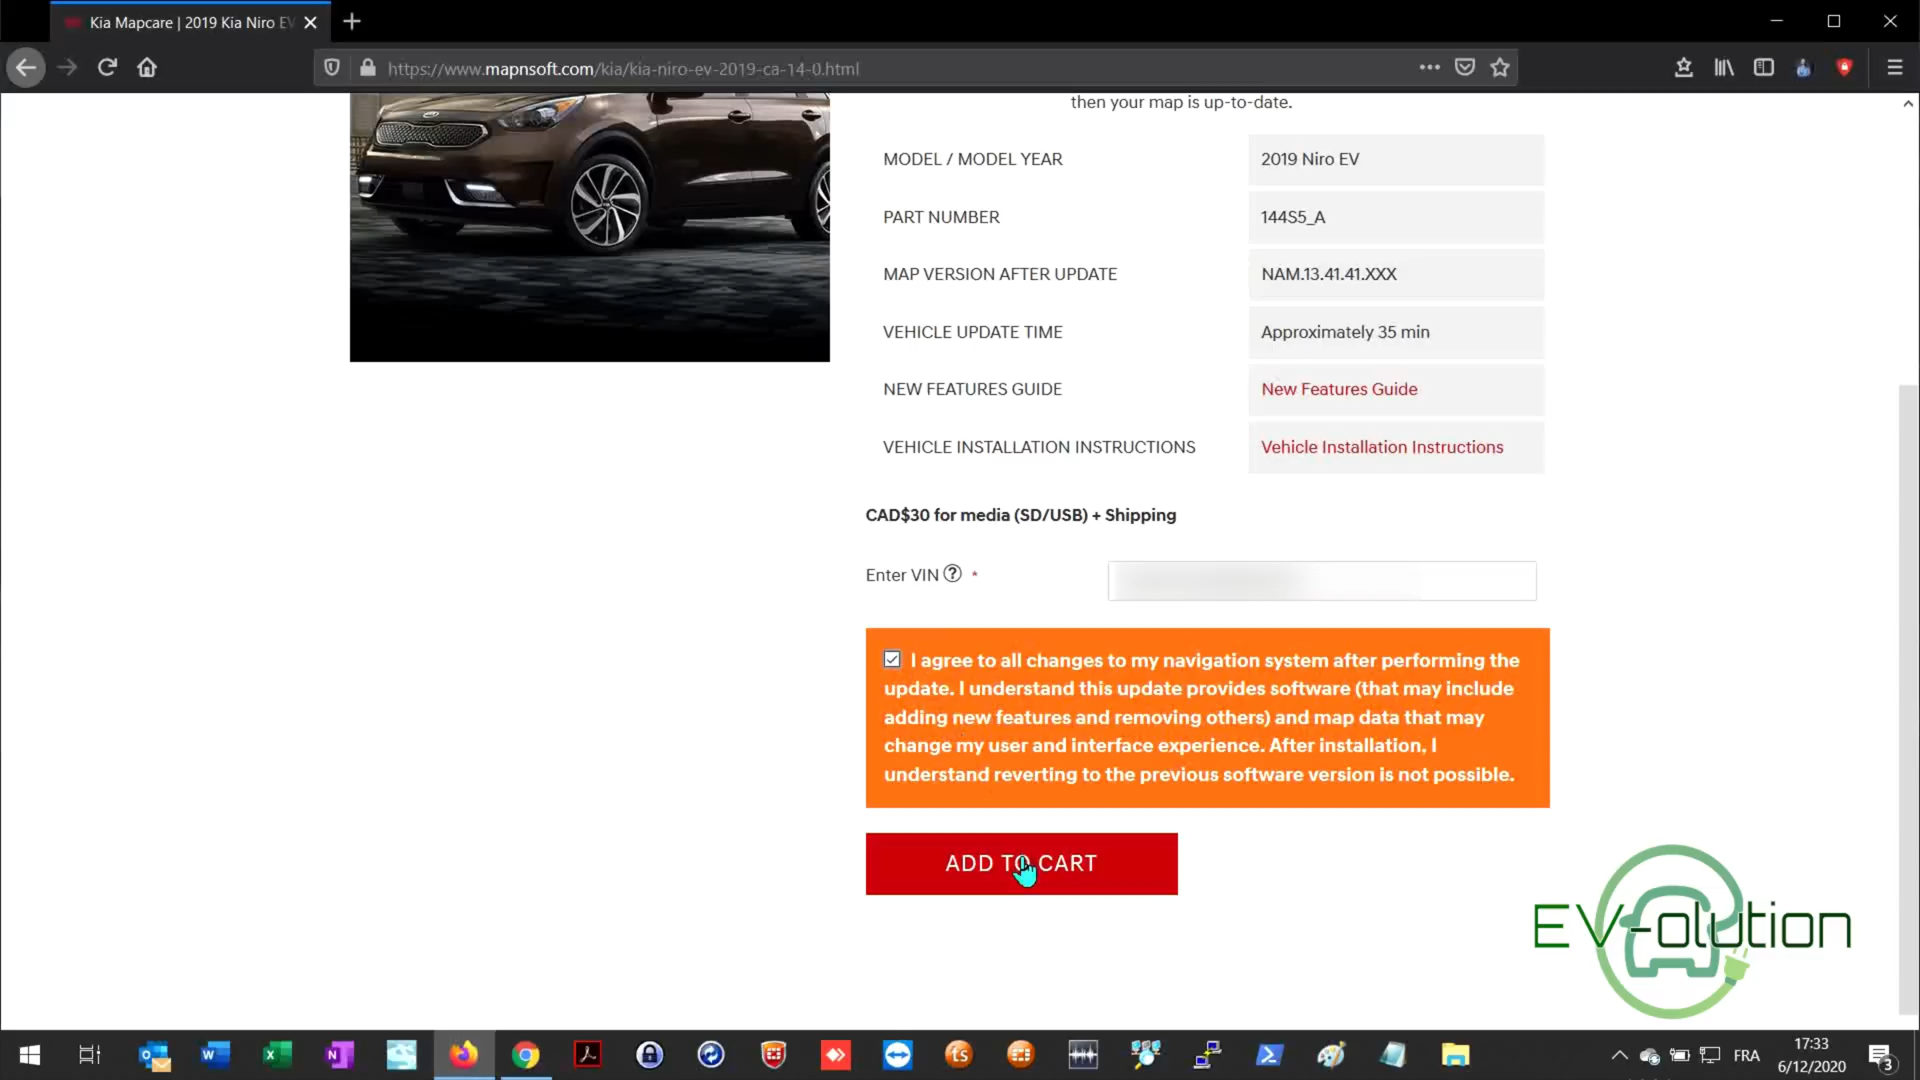 Kia Mapcare | 2019 Kia Niro EV
https://www.mapnsoft.com/kia/kia-niro-ev-2019-ca-14-0.html
then your map is up-to-date.
MODEL / MODEL YEAR
2019 Niro EV
PART NUMBER
144S5_A
MAP VERSION AFTER UPDATE
NAM.13.41.41.XXX
VEHICLE UPDATE TIME
Approximately 35 min
NEW FEATURES GUIDE
New Features Guide
VEHICLE INSTALLATION INSTRUCTIONS
Vehicle Installation Instructions
CAD$30 for media (SD/USB) + Shipping
Enter VIN ? *
I agree to all changes to my navigation system after performing the
update. I understand this update provides software (that may include
adding new features and removing others) and map data that may
change my user and interface experience. After installation, I
understand reverting to the previous software version is not possible.
ADD TO CART
EV-olution
FRA
17:33
6/12/2020
3